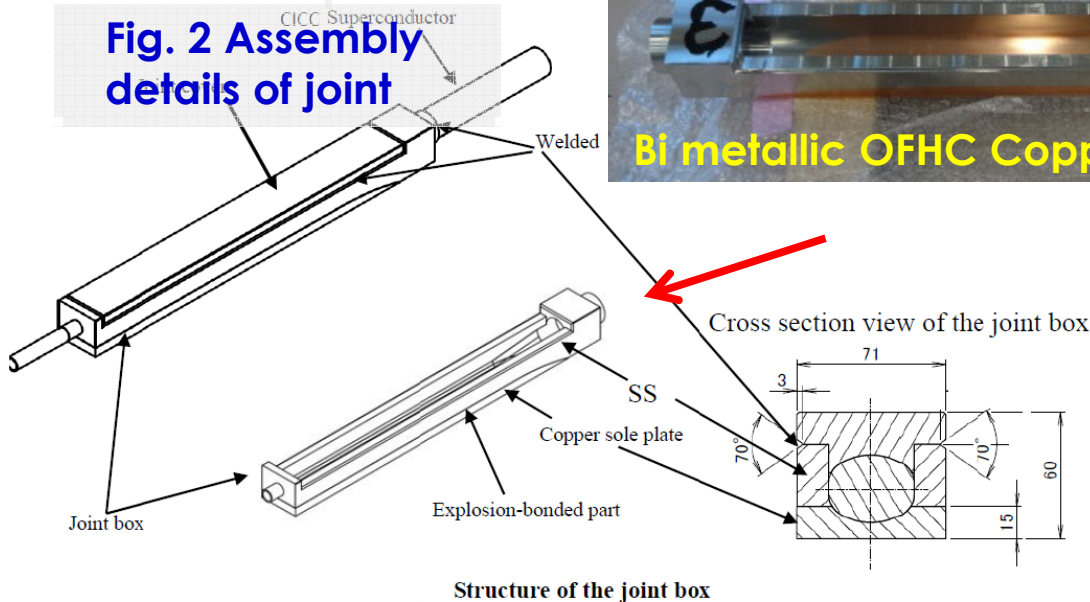 CICC Superconductor
Fig. 2 Assembly
details of joint
Welded
Bi metallic OFHC Copp
Cross section view of the joint box
71
3
SS
70°
70°
60
15
Copper sole plate
Explosion-bonded part
Joint box
Structure of the joint box